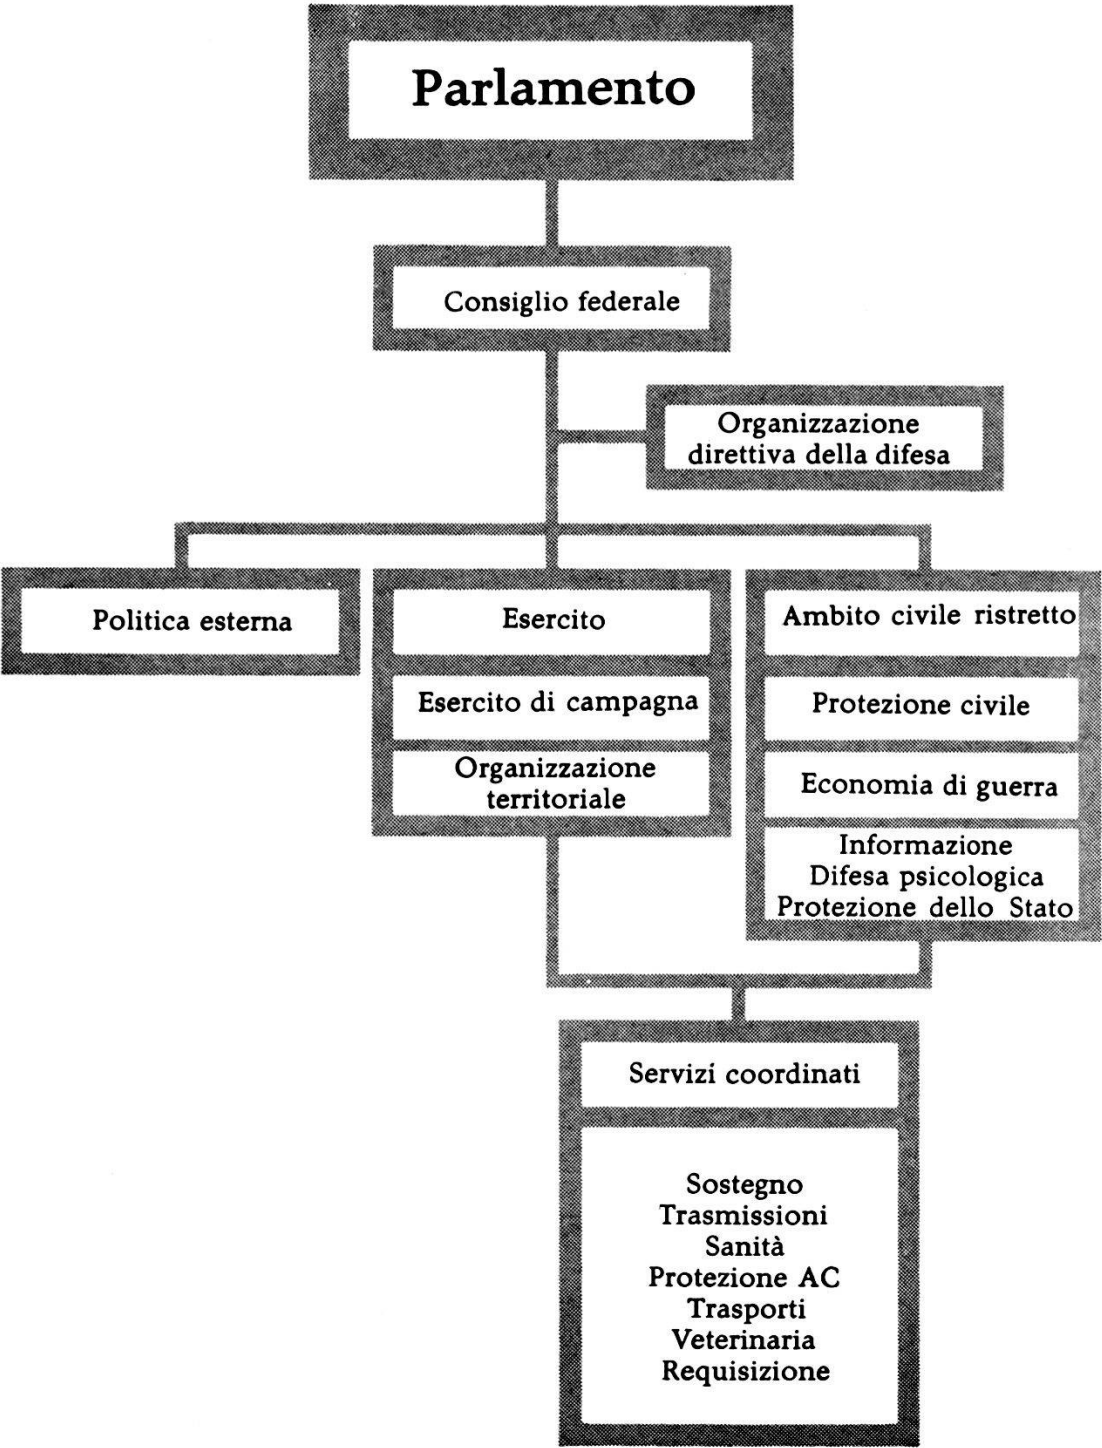 Parlamento
Consiglio federale
Organizzazione
direttiva della difesa
Politica esterna
Esercito
Esercito di campagna
Organizzazione
territoriale
Ambito civile ristretto
Protezione civile
Economia di guerra
Informazione
Difesa psicologica
Protezione dello Stato
Servizi coordinati
Sostegno
Trasmissioni
Sanità
Protezione AC
Trasporti
Veterinaria
Requisizione